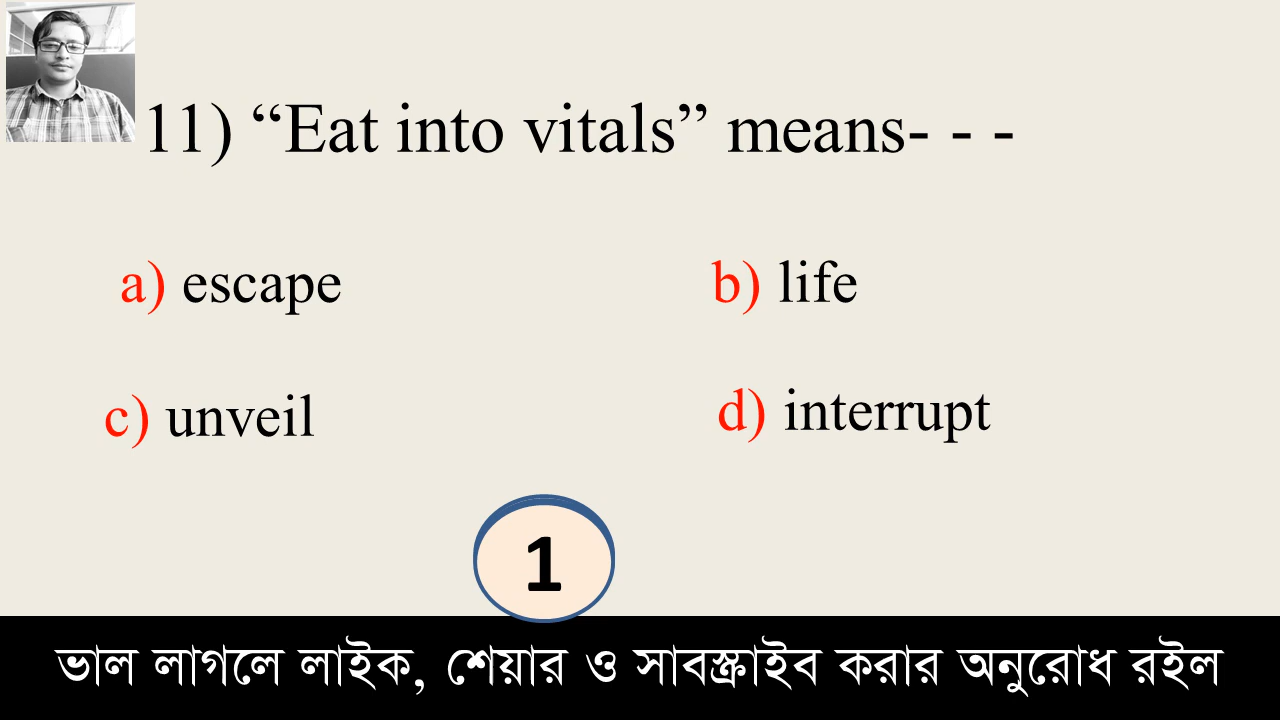 11) “Eat into vitals” means- - -
a) escape
b) life
c) unveil
d) interrupt
1
ভাল লাগলে লাইক, শেয়ার ও সাবস্ক্রাইব করার অনুরোধ রইল